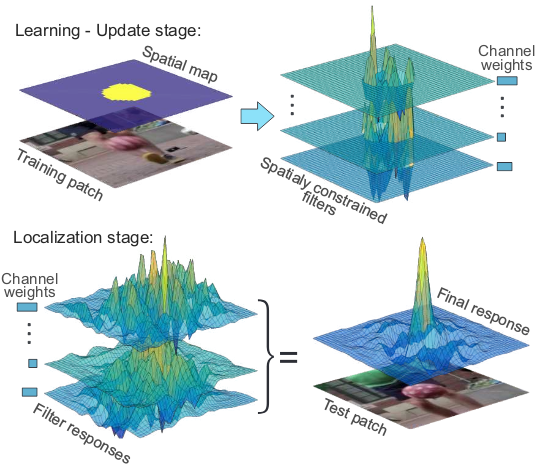 Learning - Update stage:
Spatial map
Training patch
Channel
weights
Spatialy constrained
filters
Localization stage:
Channel
weights
Filter responses
=
Final response
Test patch